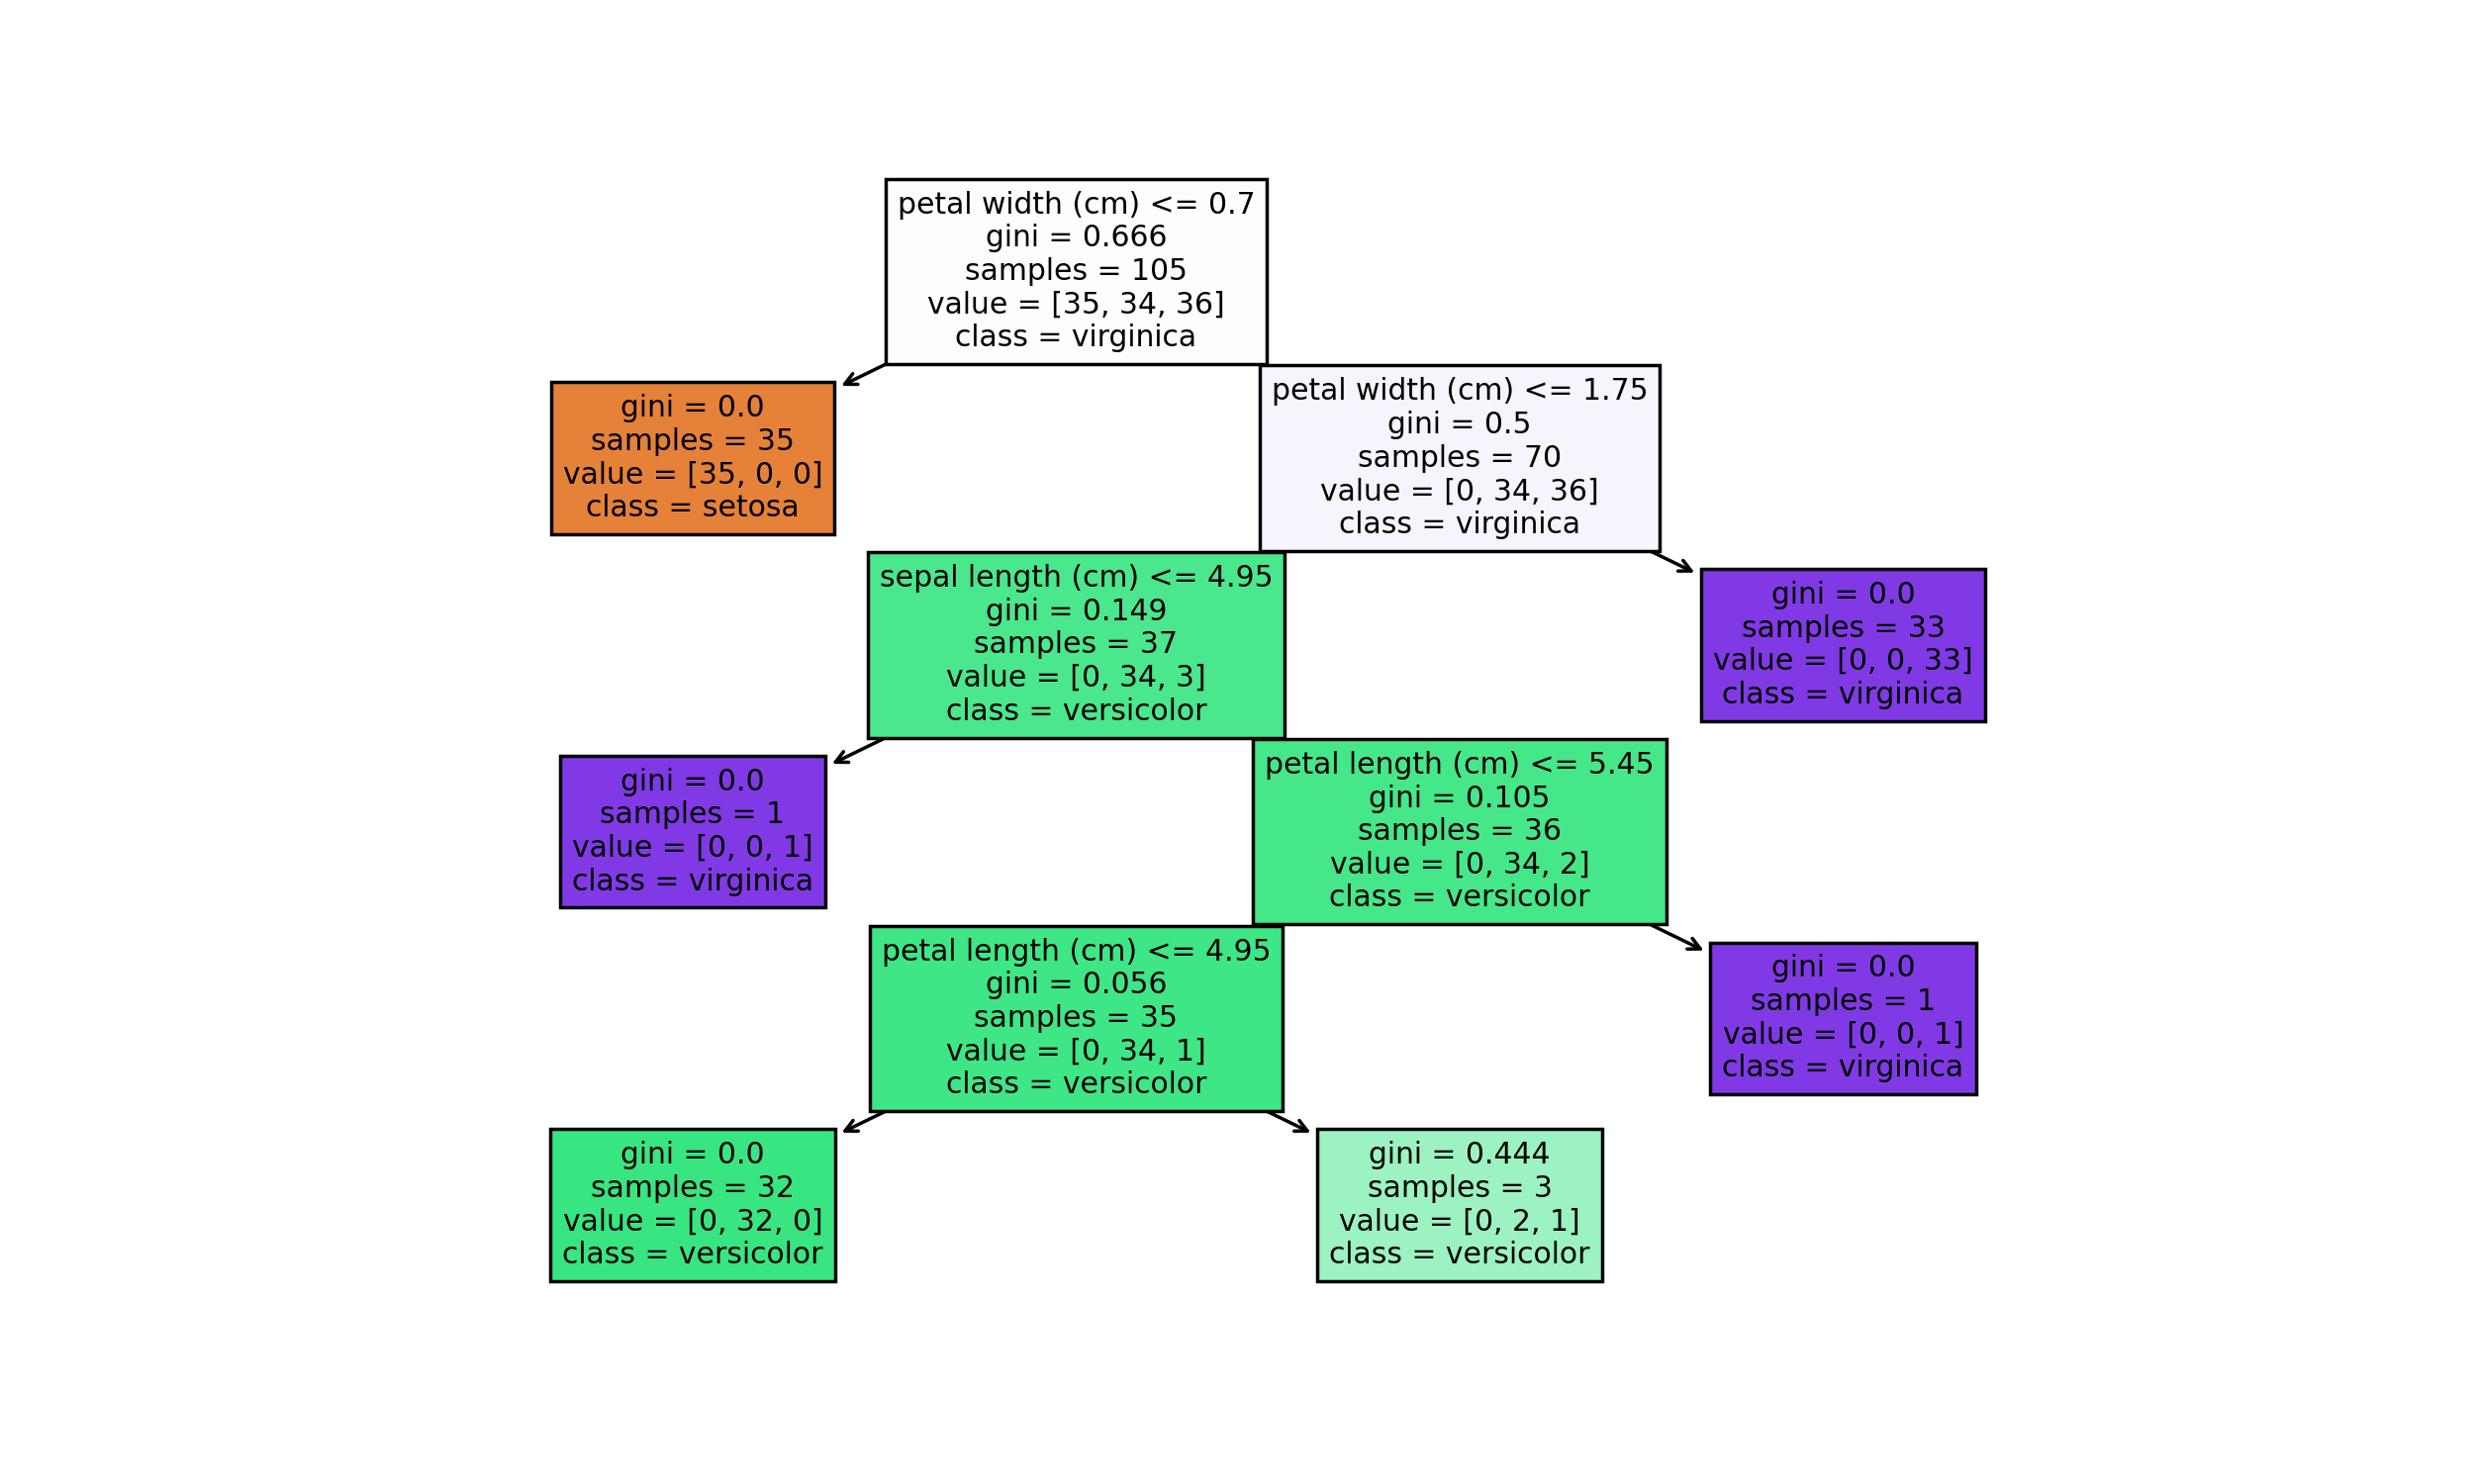 petal width (cm) <= 0.7
gini = 0.666
samples = 105
value = [35, 34, 36]
class = virginica
gini = 0.0
samples = 35
value = [35, 0, 0]
class = setosa
petal width (cm) <= 1.75
gini = 0.5
samples = 70
value = [0, 34, 36]
class = virginica
sepal length (cm) <= 4.95
gini = 0.149
samples = 37
value = [0, 34, 3]
class = versicolor
gini = 0.0
samples = 33
value = [0, 0, 33]
class = virginica
gini = 0.0
samples = 1
value = [0, 0, 1]
class = virginica
petal length (cm) <= 5.45
gini = 0.105
samples = 36
value = [0, 34, 2]
class = versicolor
petal length (cm) <= 4.95
gini = 0.056
samples = 35
value = [0, 34, 1]
class = versicolor
gini = 0.0
samples = 1
value = [0, 0, 1]
class = virginica
gini = 0.0
samples = 32
value = [0, 32, 0]
class = versicolor
gini = 0.444
samples = 3
value = [0, 2, 1]
class = versicolor